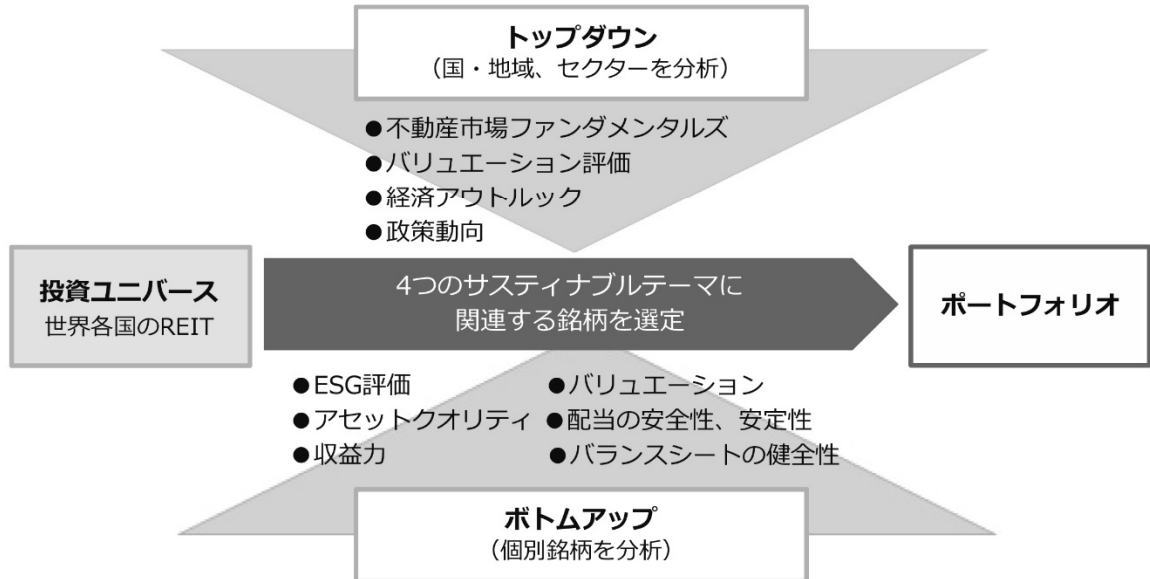 トップダウン
（国・地域、セクターを分析）
●不動産市場ファンダメンタルズ
●バリュエーション評価
●経済アウトルック
●政策動向
投資ユニバース
世界各国のREIT
4つのサスティナブルテーマに
関連する銘柄を選定
ポートフォリオ
●ESG評価
●アセットクオリティ
●収益力
●バリュエーション
●配当の安全性、安定性
●バランスシートの健全性
ボトムアップ
（個別銘柄を分析）